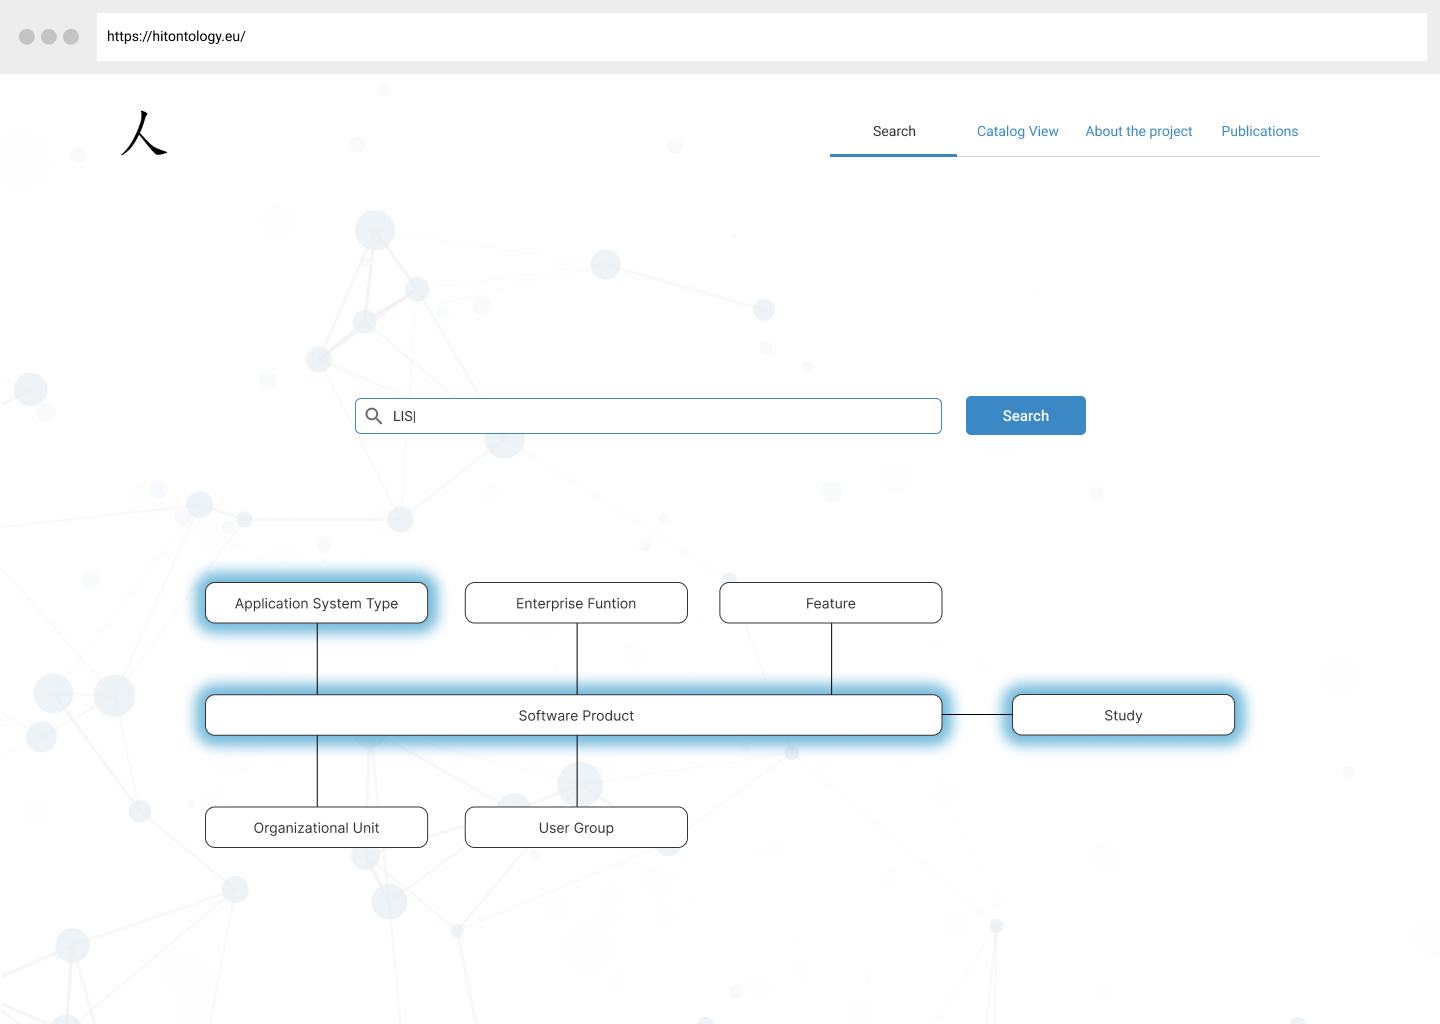 https://hitontology.eu/
人
Search Catalog View About the project Publications
LIS
Search
Application System Type Enterprise Funtion Feature
Software Product Study
Organizational Unit User Group